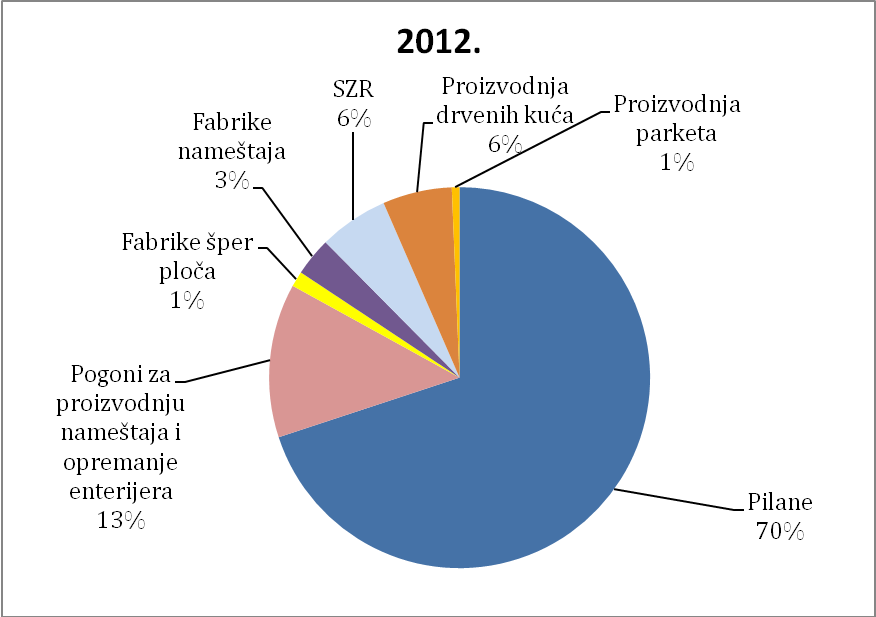 2012.
SZR
6%
Proizvodnja
drvenih kuća
6%
Proizvodnja
parketa
1%
Fabrike
nameštaja
3%
Fabrike šper
ploča
1%
Pogoni za
proizvodnju
nameštaja i
opremanje
enterijera
13%
Pilane
70%